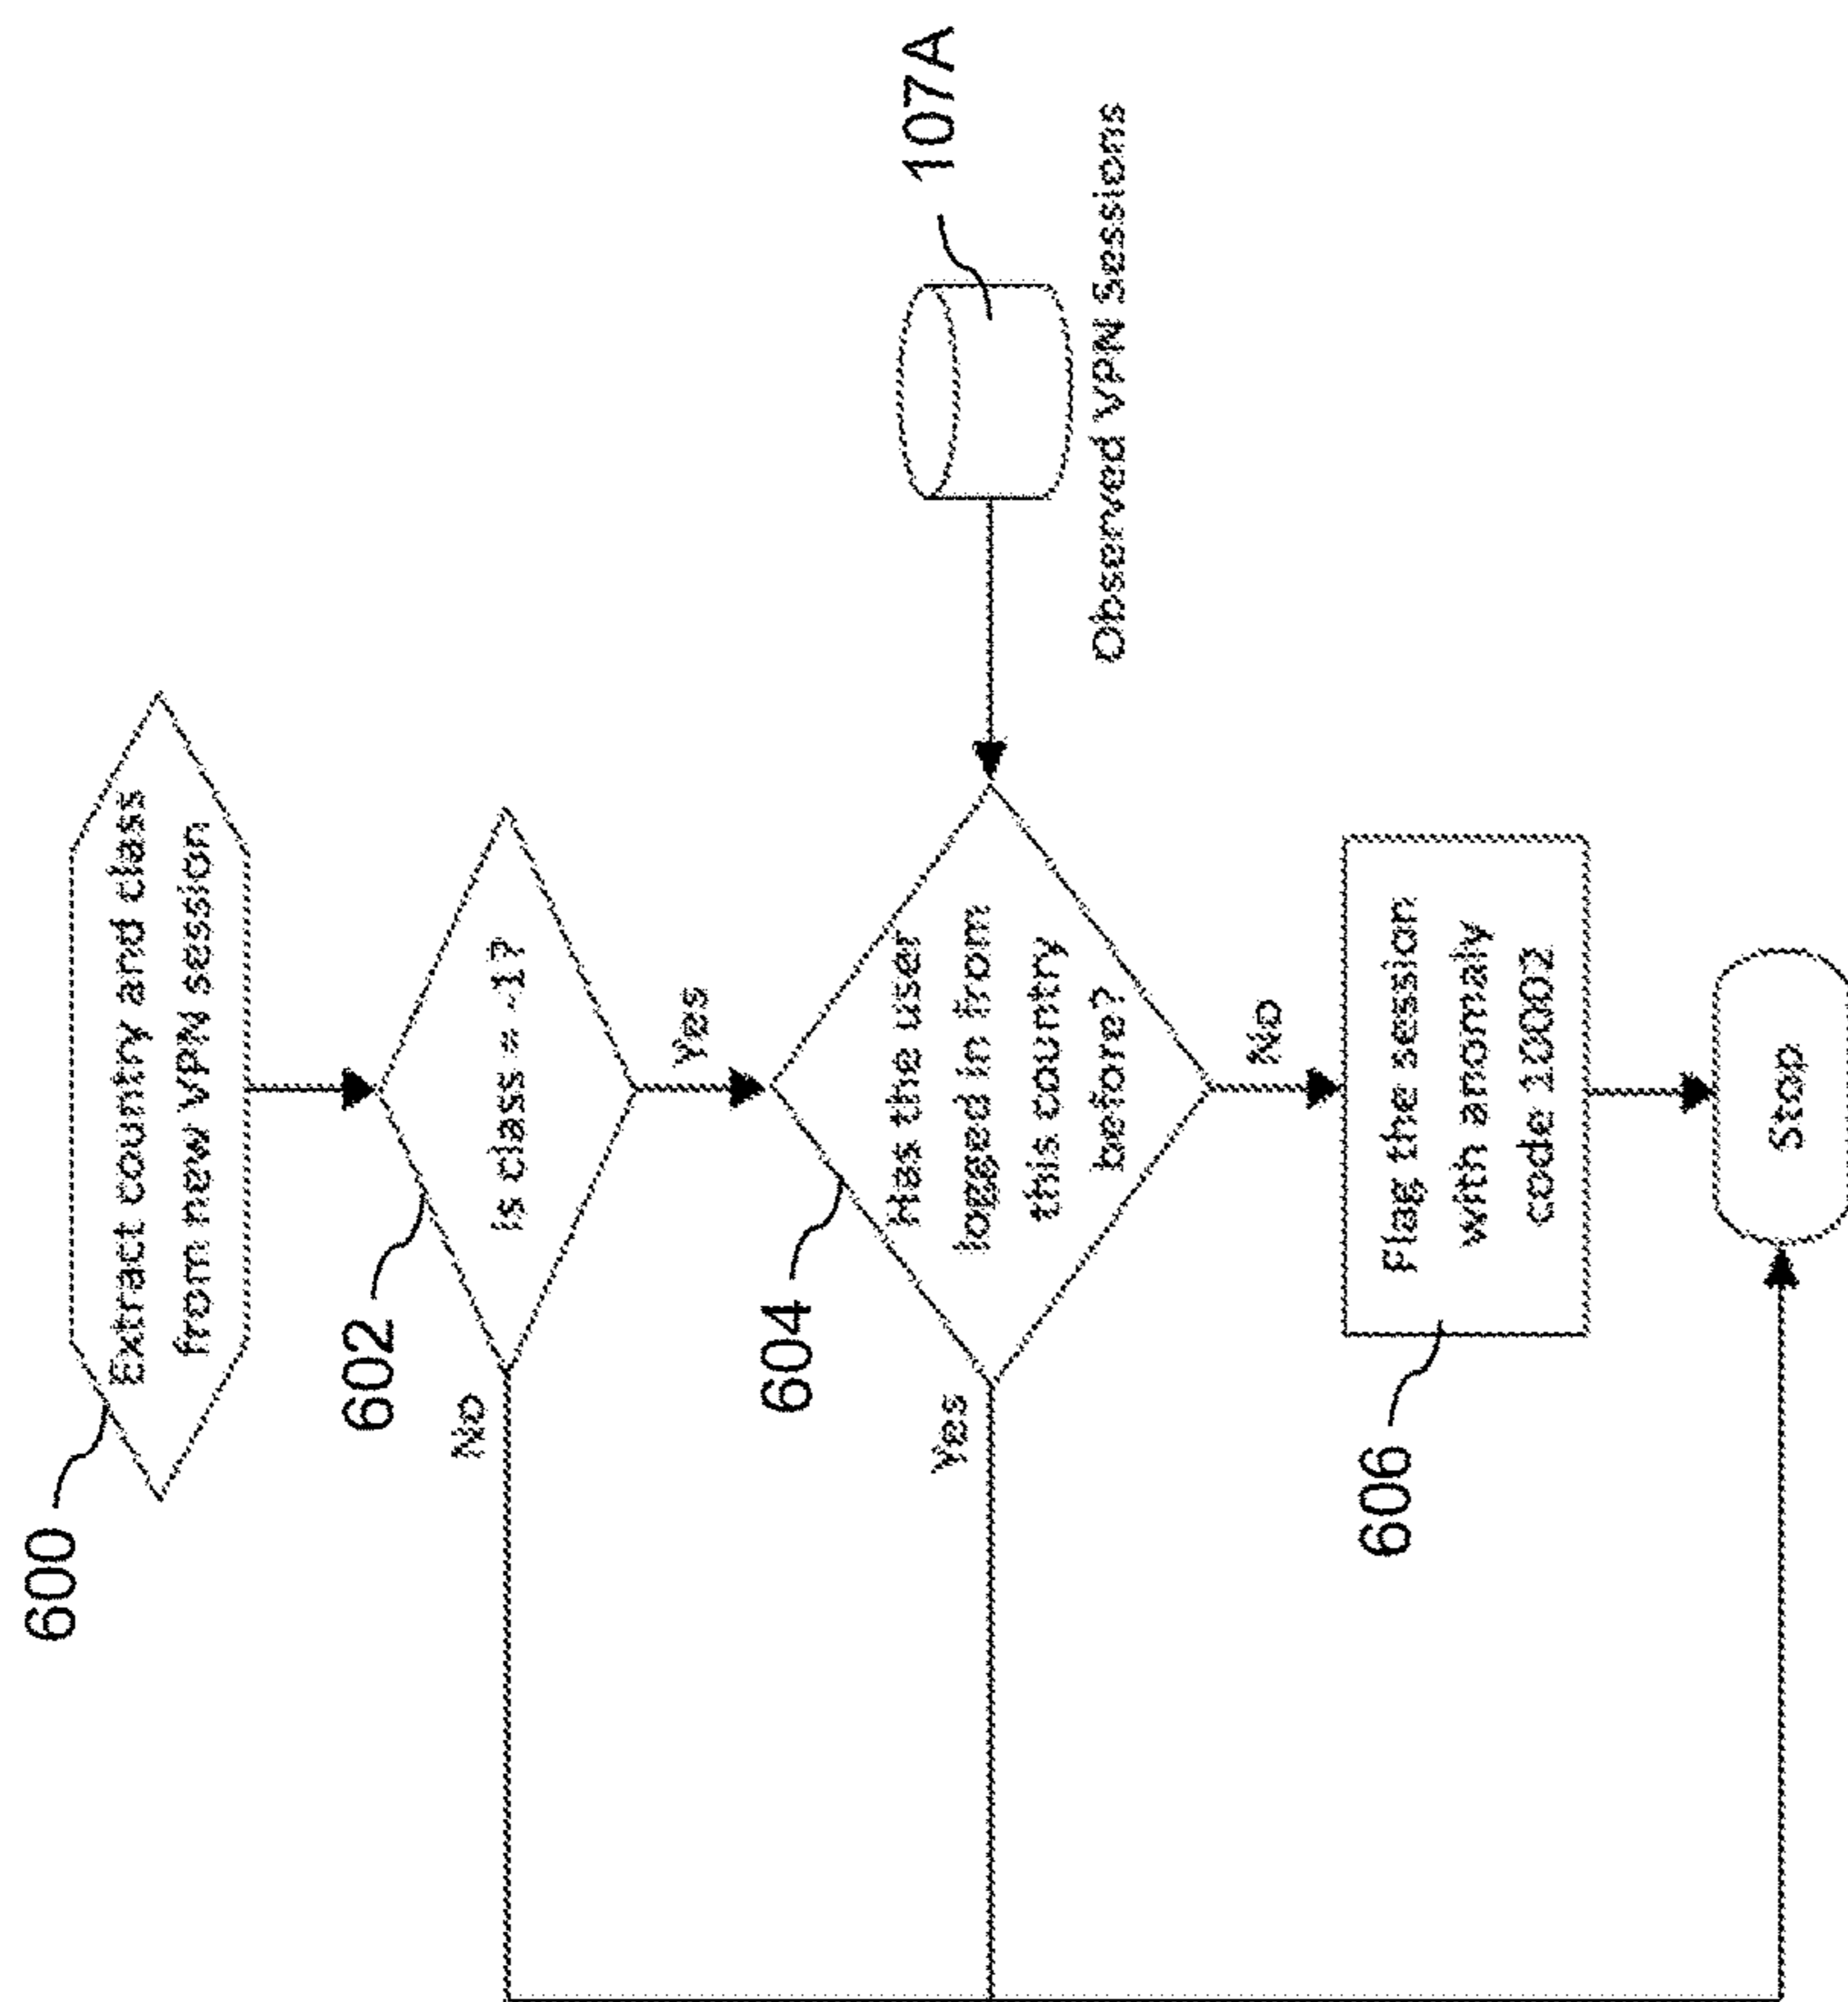 600
Extract country and class
from new VPN session
602
Is class = -1?
No
Yes
604
Has the user
logged in from
this country
before?
Yes
No
107A
Observed VPN Sessions
606
Flag the session
with anomaly
code 10002
Stop